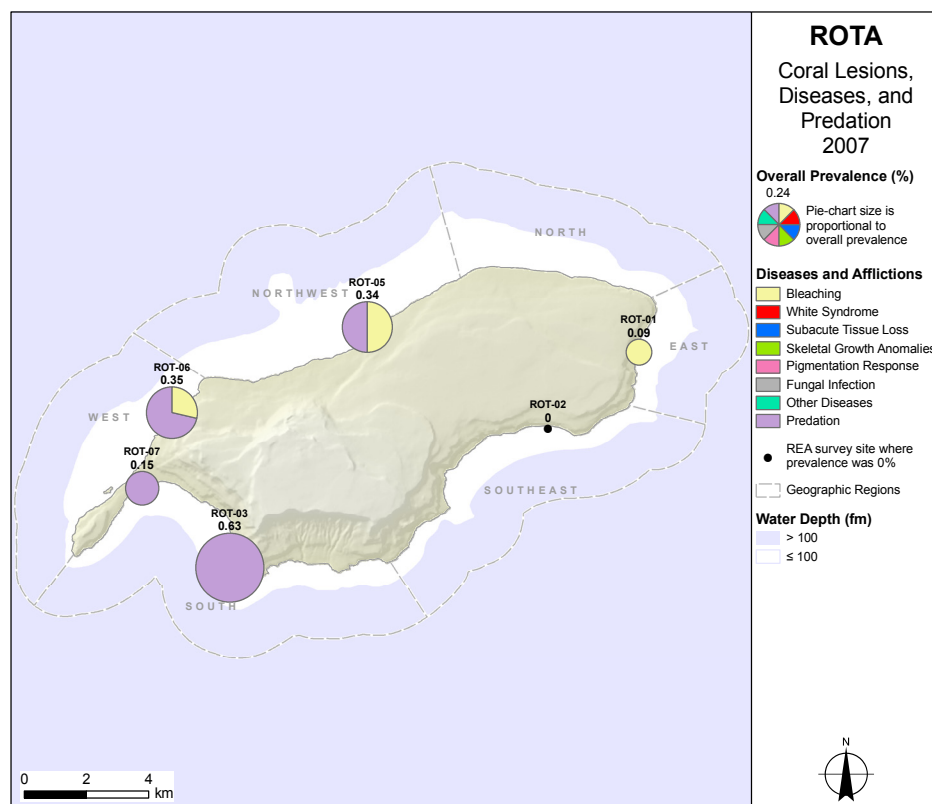 ROTA
Coral Lesions,
Diseases, and
Predation
2007
Overall Prevalence (%)
0.24
Pie-chart size is
proportional to
overall prevalence
Diseases and Afflictions
Bleaching
White Syndrome
Subacute Tissue Loss
Skeletal Growth Anomalies
Pigmentation Response
Fungal Infection
Other Diseases
Predation
REA survey site where
prevalence was 0%
Geographic Regions
Water Depth (fm)
> 100
≤ 100
N
NORTH
NORTHWEST
ROT-05
0.34
ROT-01
0.09
EAST
ROT-06
0.35
WEST
ROT-02
0
ROT-07
0.15
SOUTHEAST
ROT-03
0.63
SOUTH
0 2 4
km